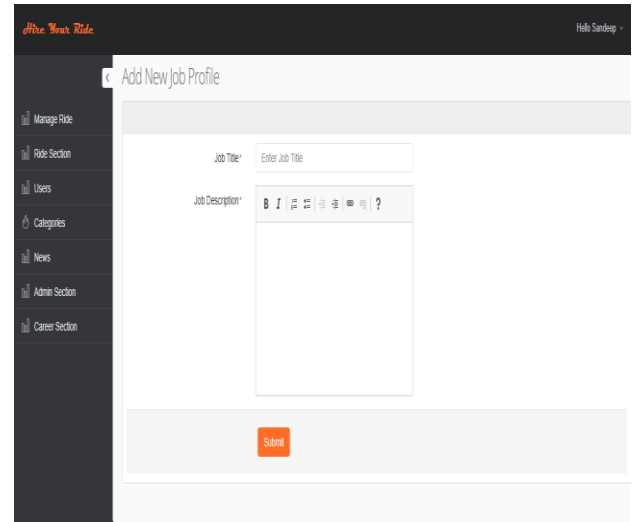 Hire Your Ride
Hello Sandeep
Add New Job Profile
Manage Ride
Ride Section
Users
Categories
News
Admin Section
Career Section
Job Title*
Enter Job Title
Job Description*
B I ?
Submit